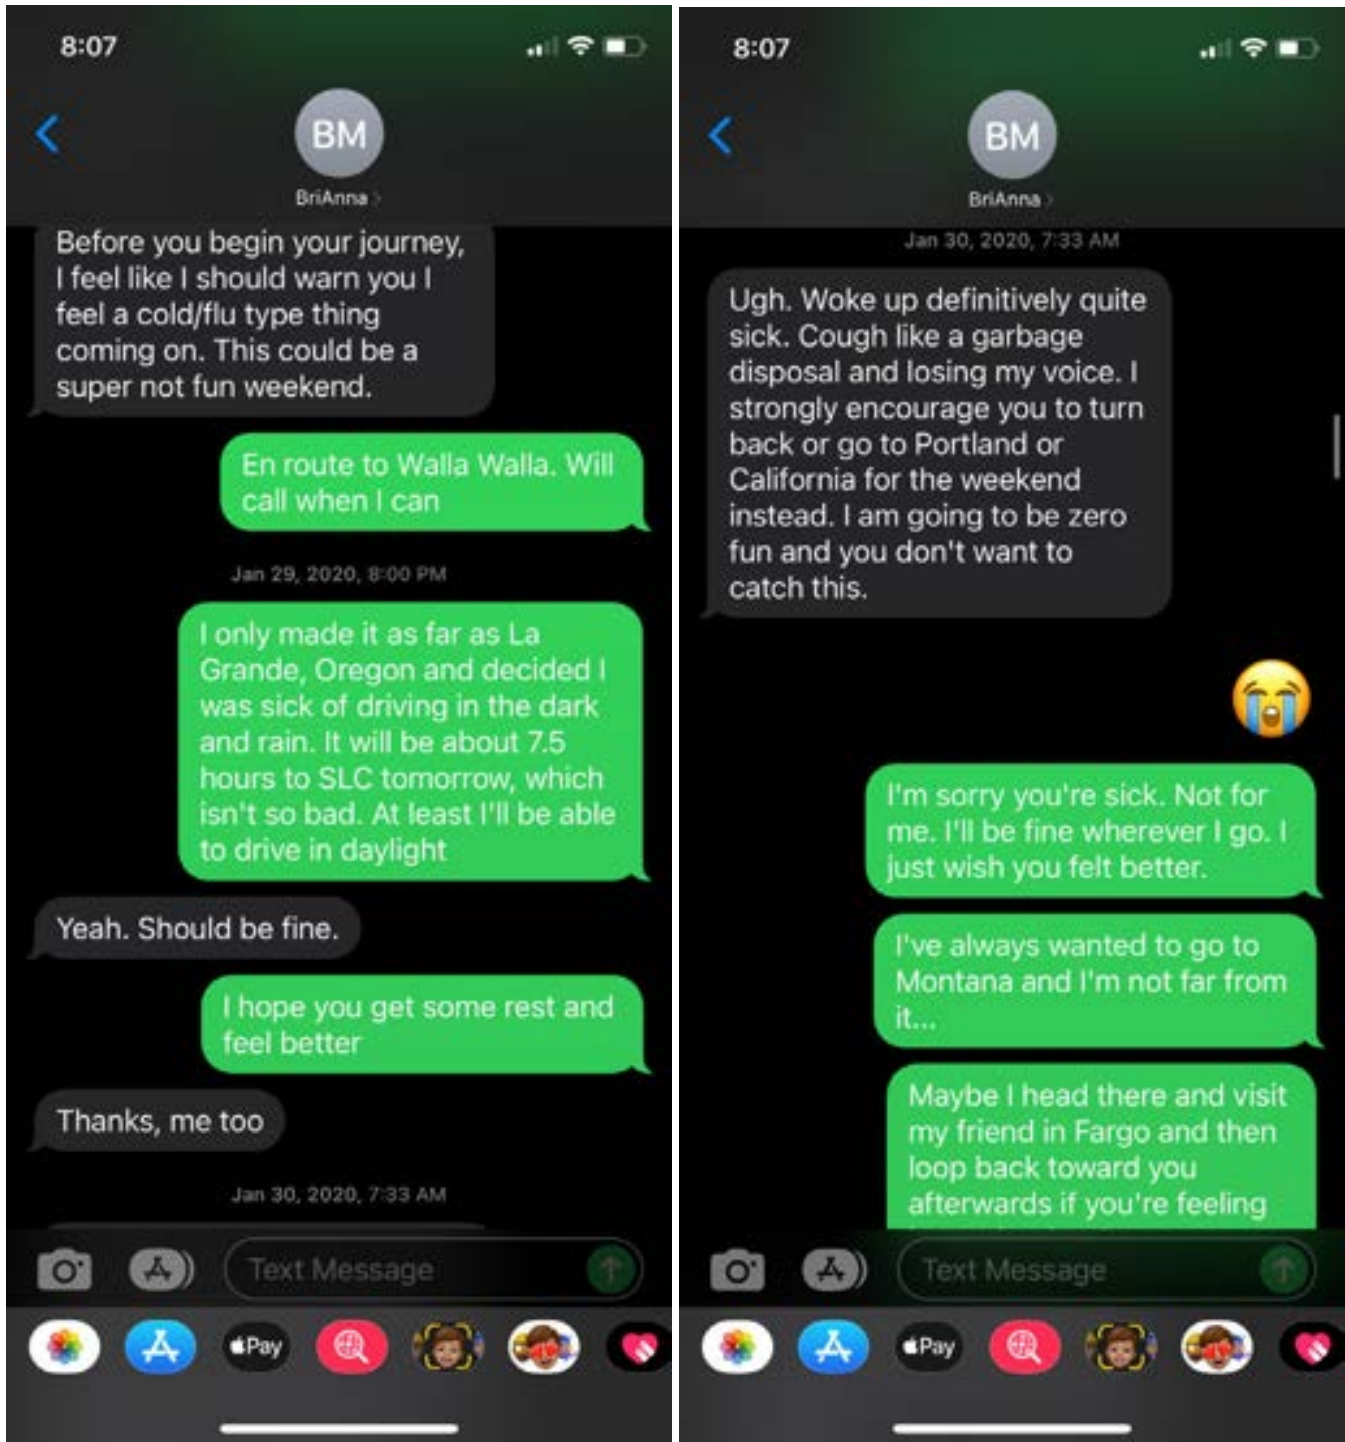 8:07
BM
BriAnna
Before you begin your journey,
I feel like I should warn you I
feel a cold/flu type thing
coming on. This could be a
super not fun weekend.
En route to Walla Walla. Will
call when I can
Jan 29, 2020, 8:00 PM
I only made it as far as La
Grande, Oregon and decided I
was sick of driving in the dark
and rain. It will be about 7.5
hours to SLC tomorrow, which
isn't so bad. At least I'll be able
to drive in daylight
Yeah. Should be fine.
I hope you get some rest and
feel better
Thanks, me too
Jan 30, 2020, 7:33 AM
Text Message
Pay
8:07
BM
BriAnna
Jan 30, 2020, 7:33 AM
Ugh. Woke up definitively quite
sick. Cough like a garbage
disposal and losing my voice. I
strongly encourage you to turn
back or go to Portland or
California for the weekend
instead. I am going to be zero
fun and you don't want to
catch this.
I'm sorry you're sick. Not for
me. I'll be fine wherever I go. I
just wish you felt better.
I've always wanted to go to
Montana and I'm not far from
it...
Maybe I head there and visit
my friend in Fargo and then
loop back toward you
afterwards if you're feeling
Text Message
Pay